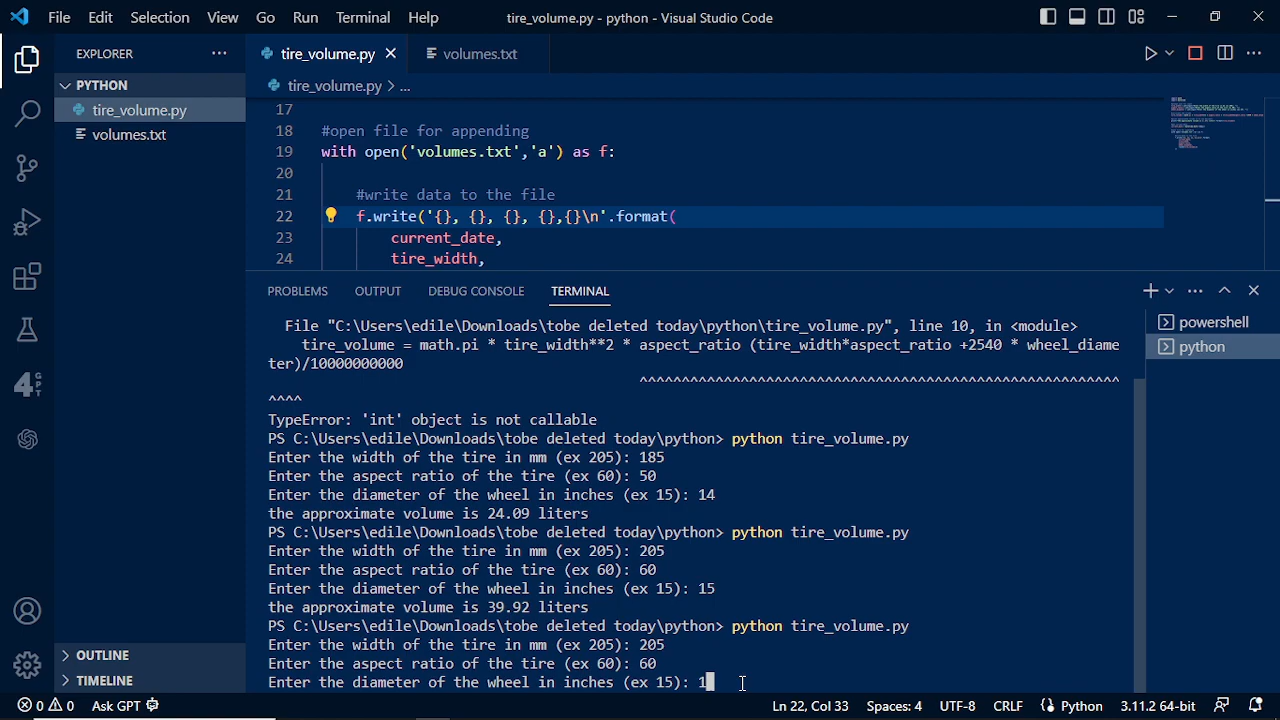 File Edit Selection View Go Run Terminal Help tire_volume.py - python - Visual Studio Code
EXPLORER
PYTHON
tire_volume.py
volumes.txt
OUTLINE
TIMELINE
tire_volume.py volumes.txt
tire_volume.py > ...
17
18 #open file for appending
19 with open('volumes.txt','a') as f:
20
21 #write data to the file
22 f.write('{}, {}, {}, {},{}\n'.format(
23 current_date,
24 tire_width,
PROBLEMS OUTPUT DEBUG CONSOLE TERMINAL
powershell
python
File "C:\Users\edile\Downloads\tobe deleted today\python\tire_volume.py", line 10, in <module>
tire_volume = math.pi * tire_width**2 * aspect_ratio (tire_width*aspect_ratio +2540 * wheel_diame
ter)/10000000000
^^^^^^^^^^^^^^^^^^^^^^^^^^^^^^^^^^^^^^^^^^^^^^^^^^^^^^^^^
^^^^
TypeError: 'int' object is not callable
PS C:\Users\edile\Downloads\tobe deleted today\python> python tire_volume.py
Enter the width of the tire in mm (ex 205): 185
Enter the aspect ratio of the tire (ex 60): 50
Enter the diameter of the wheel in inches (ex 15): 14
the approximate volume is 24.09 liters
PS C:\Users\edile\Downloads\tobe deleted today\python> python tire_volume.py
Enter the width of the tire in mm (ex 205): 205
Enter the aspect ratio of the tire (ex 60): 60
Enter the diameter of the wheel in inches (ex 15): 15
the approximate volume is 39.92 liters
PS C:\Users\edile\Downloads\tobe deleted today\python> python tire_volume.py
Enter the width of the tire in mm (ex 205): 205
Enter the aspect ratio of the tire (ex 60): 60
Enter the diameter of the wheel in inches (ex 15): 1
0 0 Ask GPT Ln 22, Col 33 Spaces: 4 UTF-8 CRLF Python 3.11.2 64-bit